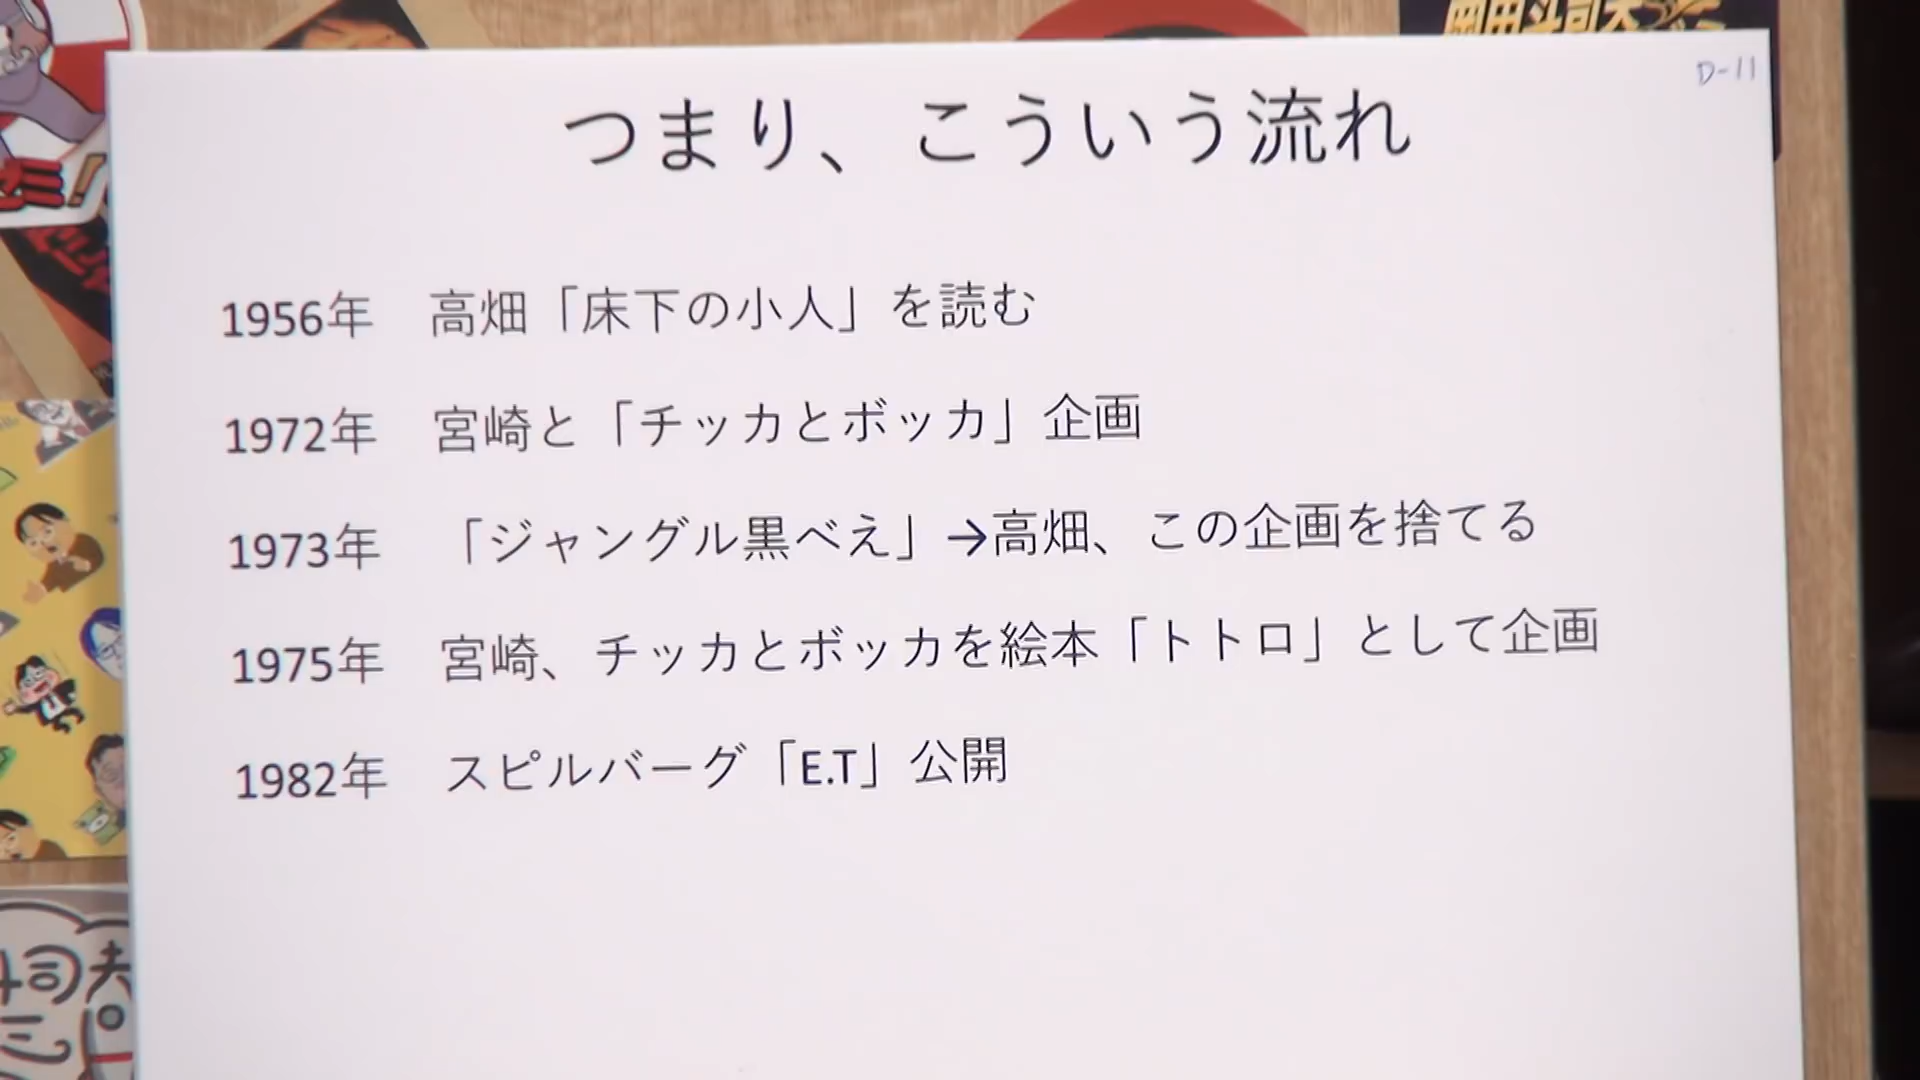 D-11
つまり、こういう流れ
1956年 高畑「床下の小人」を読む
1972年 宮崎と「チッカとボッカ」企画
1973年 「ジャングル黒べえ」→高畑、この企画を捨てる
1975年 宮崎、チッカとボッカを絵本「トトロ」として企画
1982年 スピルバーグ「E.T」公開
ゼミ!
斗司夫